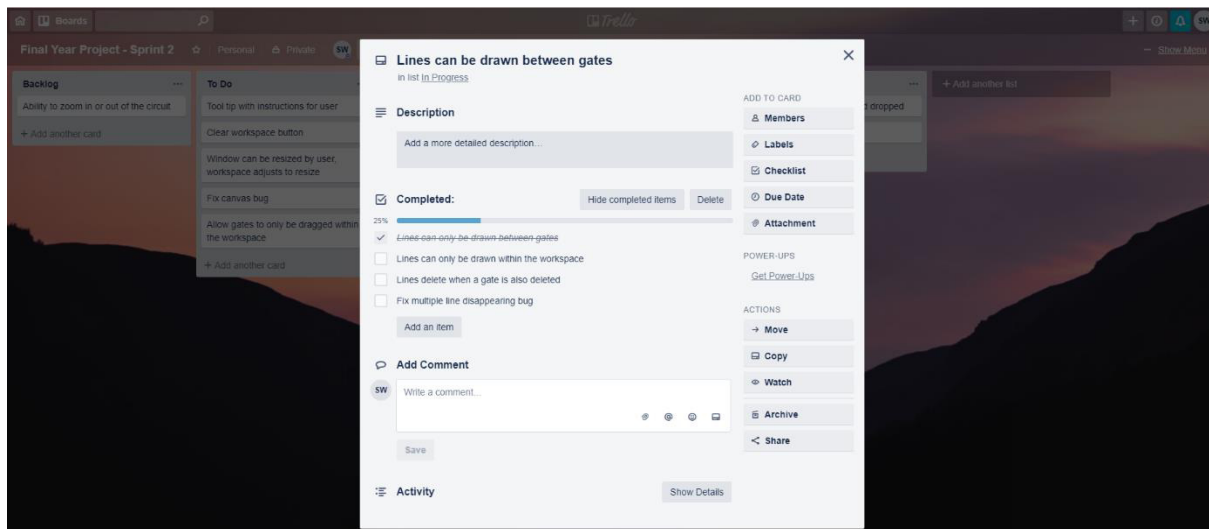 Boards
Trello
SW
Final Year Project - Sprint 2
Personal
Private
SW
Show Menu
Backlog
Ability to zoom in or out of the circuit
+ Add another card
To Do
Tool tip with instructions for user
Clear workspace button
Window can be resized by user,
workspace adjusts to resize
Fix canvas bug
Allow gates to only be dragged within
the workspace
+ Add another card
Lines can be drawn between gates
in list In Progress
Description
Add a more detailed description...
Completed:
Hide completed items
Delete
25%
Lines can only be drawn between gates
Lines can only be drawn within the workspace
Lines delete when a gate is also deleted
Fix multiple line disappearing bug
Add an item
Add Comment
SW
Write a comment...
Save
Activity
Show Details
ADD TO CARD
Members
Labels
Checklist
Due Date
Attachment
POWER-UPS
Get Power-Ups
ACTIONS
Move
Copy
Watch
Archive
Share
dropped
+ Add another list